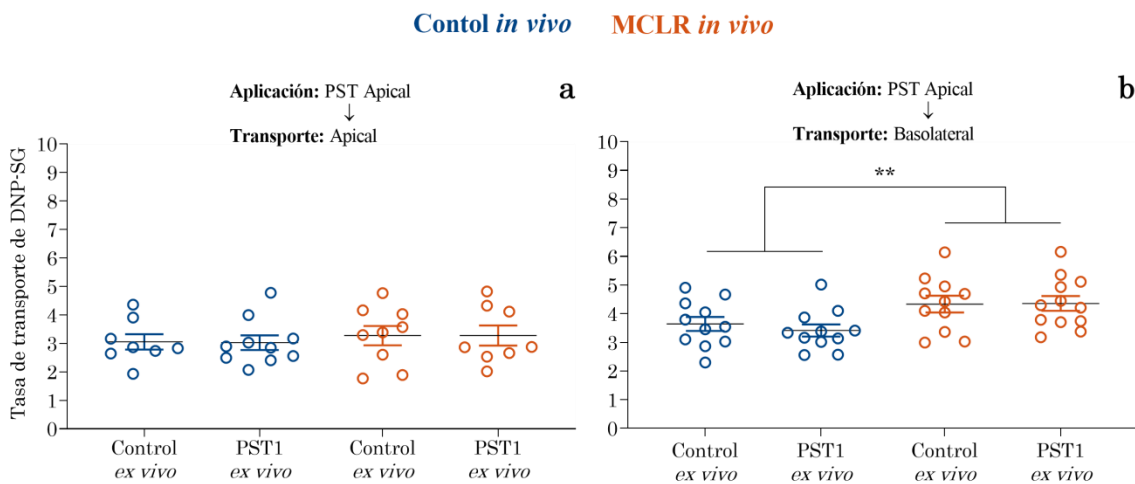 Contol in vivo MCLR in vivo
Aplicación: PST Apical
↓
Transporte: Apical
a
Tasa de transporte de DNP-SG
10
9
8
7
6
5
4
3
2
1
0
Control ex vivo
PST1 ex vivo
Control ex vivo
PST1 ex vivo
Aplicación: PST Apical
↓
Transporte: Basolateral
b
**
10
9
8
7
6
5
4
3
2
1
0
Control ex vivo
PST1 ex vivo
Control ex vivo
PST1 ex vivo